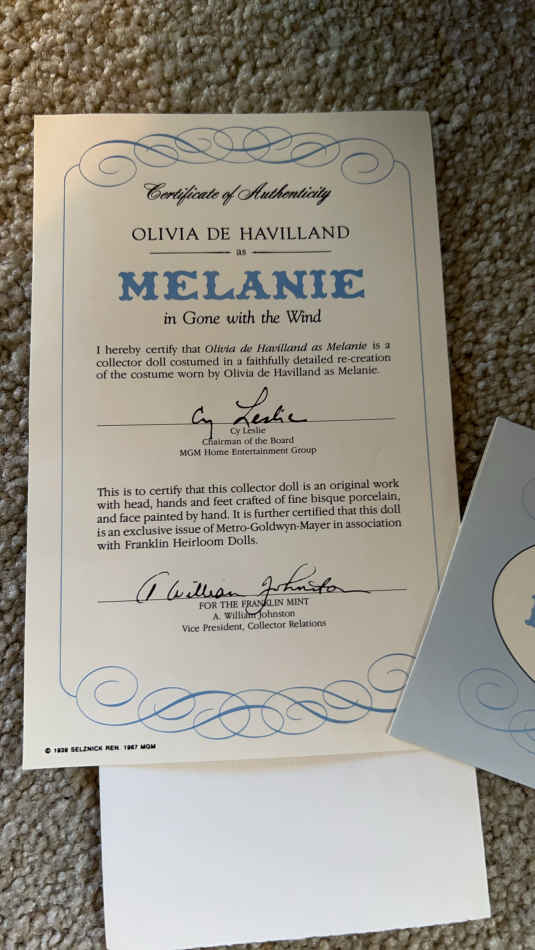 Certificate of Authenticity
OLIVIA DE HAVILLAND
as
MELANIE
in Gone with the Wind
I hereby certify that Olivia de Havilland as Melanie is a
collector doll costumed in a faithfully detailed re-creation
of the costume worn by Olivia de Havilland as Melanie.
Cy Leslie
Cy Leslie
Chairman of the Board
MGM Home Entertainment Group
This is to certify that this collector doll is an original work
with head, hands and feet crafted of fine bisque porcelain,
and face painted by hand. It is further certified that this doll
is an exclusive issue of Metro-Goldwyn-Mayer in association
with Franklin Heirloom Dolls.
A William Johnston
FOR THE FRANKLIN MINT
A. William Johnston
Vice President, Collector Relations
© 1939 SELZNICK REN. 1967 MGM